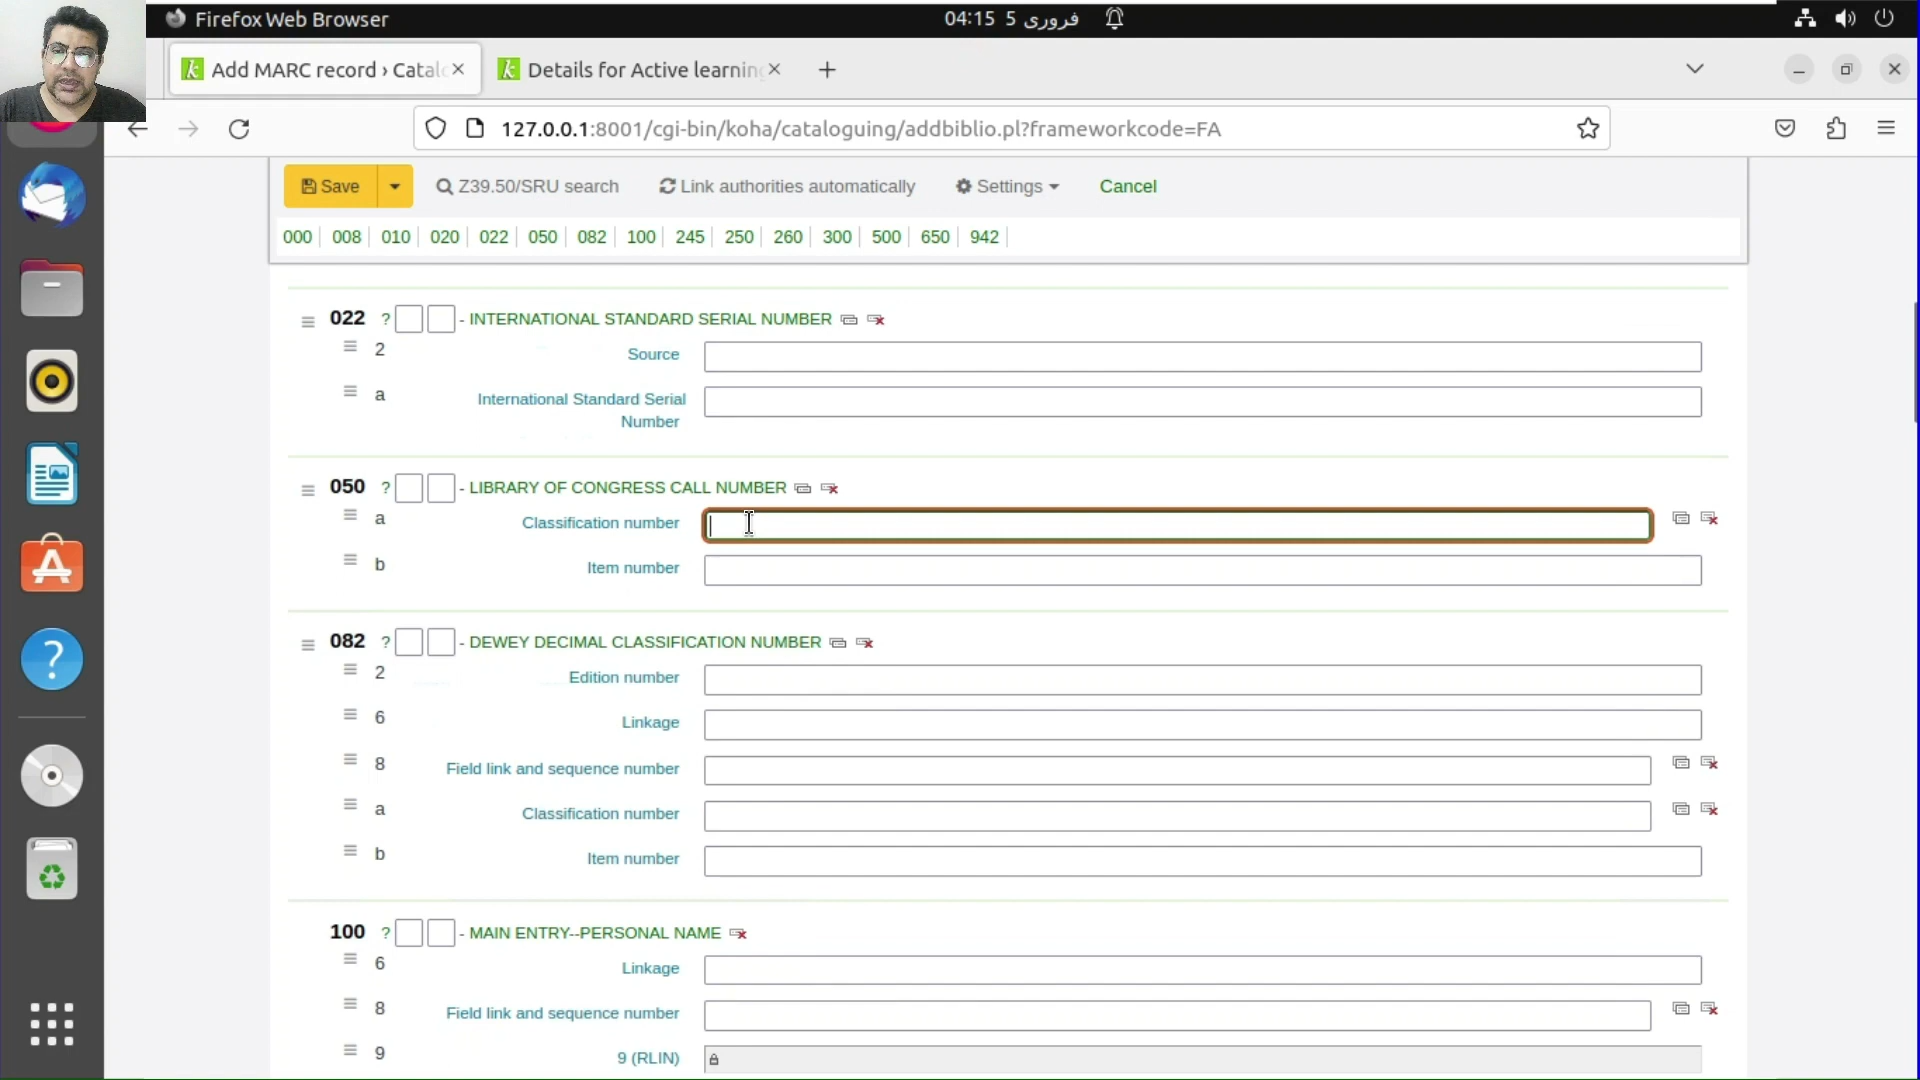 Firefox Web Browser
04:15 5 فروری
Add MARC record › Catal
Details for Active learning
127.0.0.1:8001/cgi-bin/koha/cataloguing/addbiblio.pl?frameworkcode=FA
Save
Z39.50/SRU search
Link authorities automatically
Settings
Cancel
000 008 010 020 022 050 082 100 245 250 260 300 500 650 942
022 ? - INTERNATIONAL STANDARD SERIAL NUMBER
2 Source
a International Standard Serial
Number
050 ? - LIBRARY OF CONGRESS CALL NUMBER
a Classification number
b Item number
082 ? - DEWEY DECIMAL CLASSIFICATION NUMBER
2 Edition number
6 Linkage
8 Field link and sequence number
a Classification number
b Item number
100 ? - MAIN ENTRY--PERSONAL NAME
6 Linkage
8 Field link and sequence number
9 9 (RLIN)